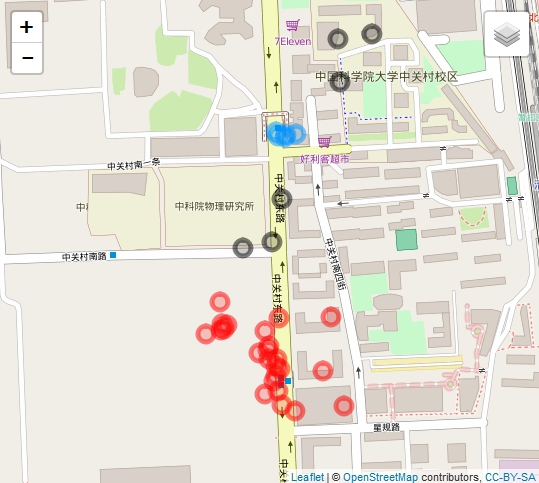 +
−
7Eleven
中国科学院大学中关村校区
好利客超市
中关村南一条
中关村东路
中科院物理研究所
中关村南路
中关村南四街
中关村东路
星规路
Leaflet | © OpenStreetMap contributors, CC-BY-SA